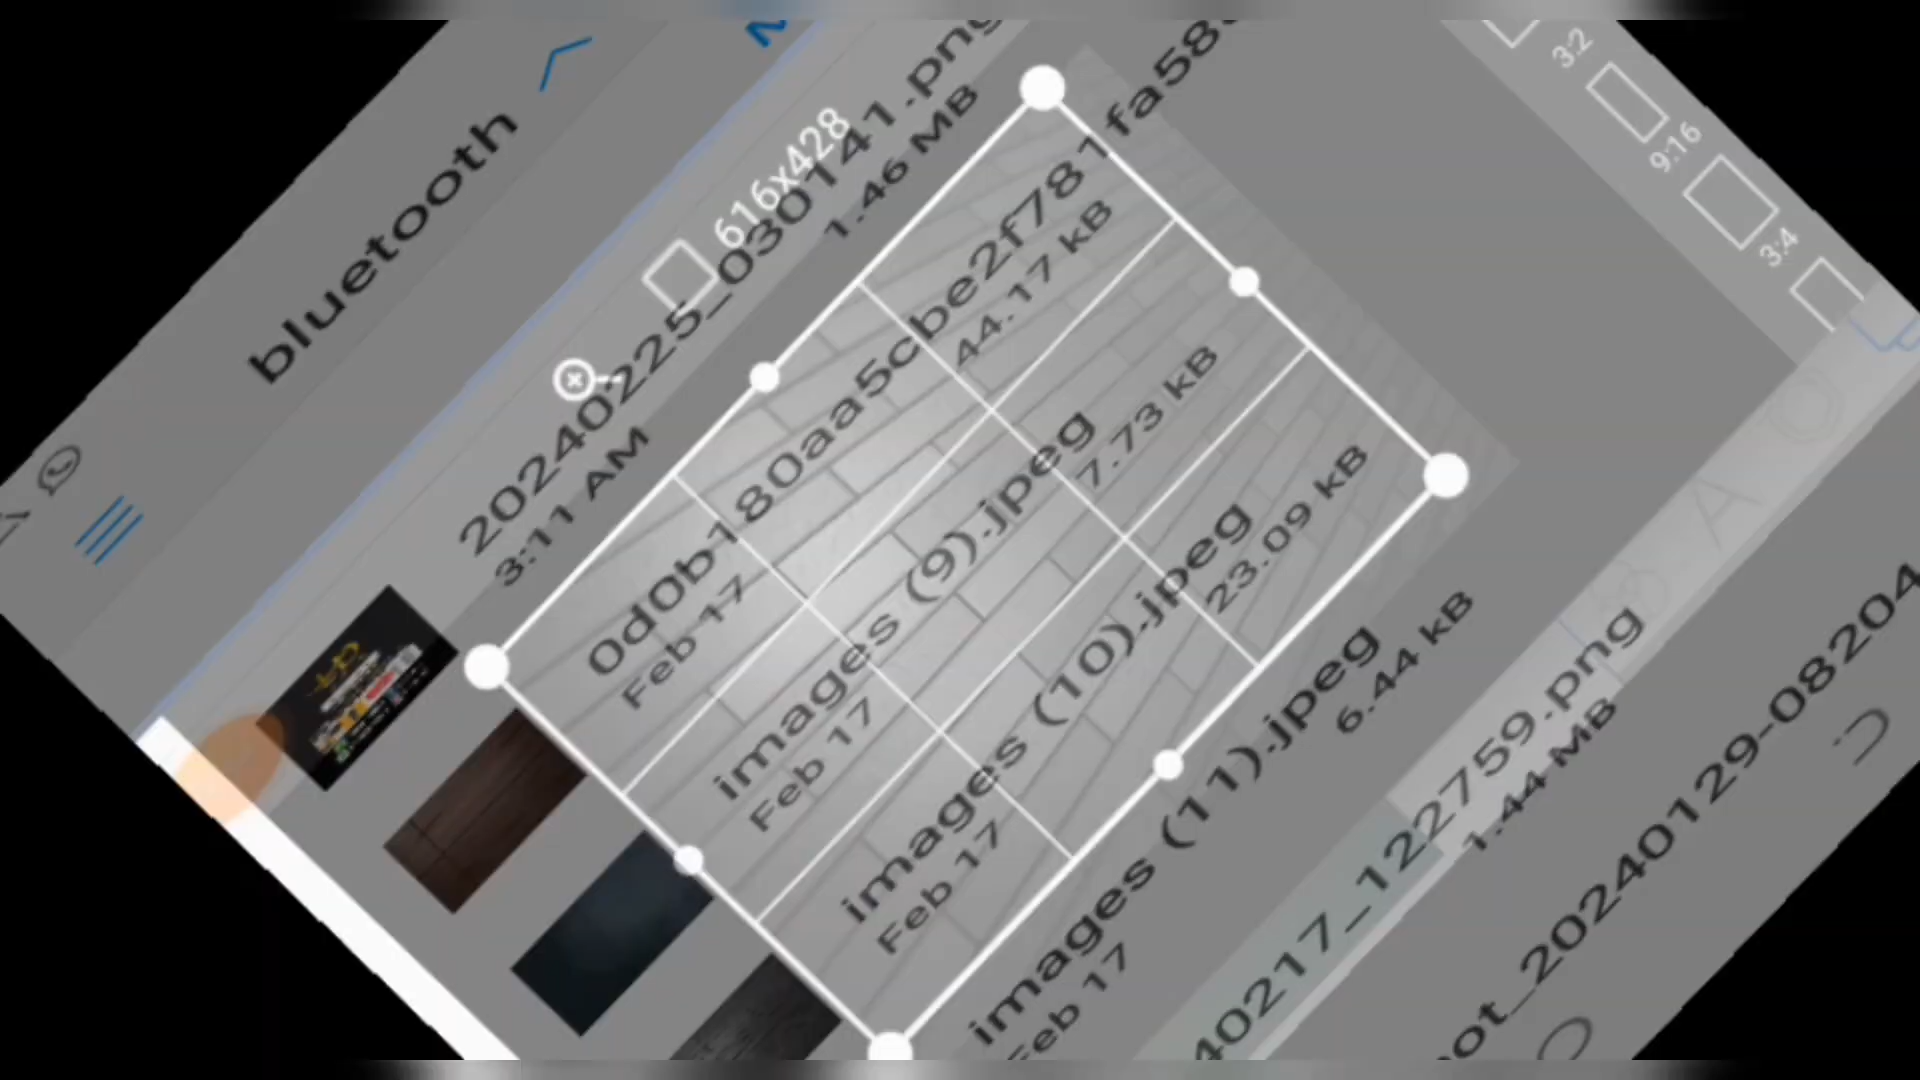 bluetooth
20240225_030141.png
3:11 AM
1.46 MB
616x428
0d0b180aa5cbe2f781fa58
Feb 17
44.17 kB
images (9).jpeg
Feb 17
7.73 kB
images (10).jpeg
Feb 17
23.09 kB
images (11).jpeg
Feb 17
6.44 kB
40217_122759.png
1.44 MB
ot_20240129-08204
3:2
9:16
3:4
A